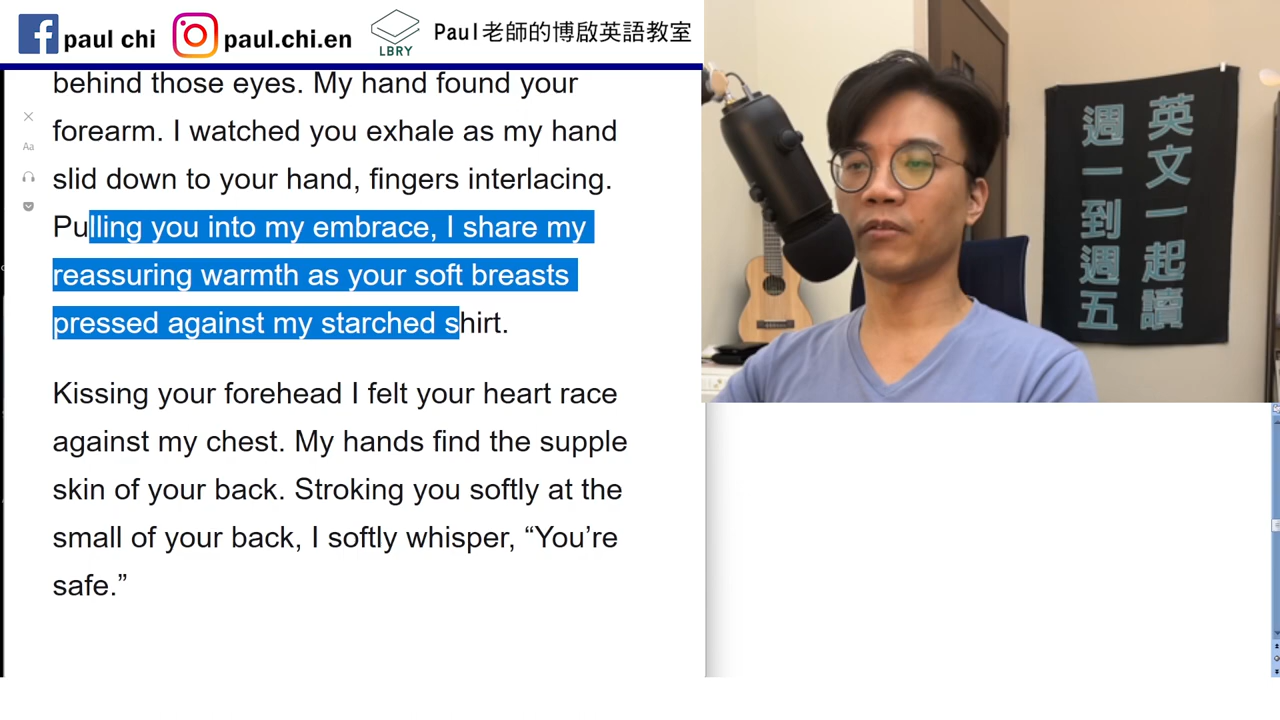 paul chi
paul.chi.en
LBRY
Paul老師的博啟英語教室
behind those eyes. My hand found your
forearm. I watched you exhale as my hand
slid down to your hand, fingers interlacing.
Pulling you into my embrace, I share my
reassuring warmth as your soft breasts
pressed against my starched shirt.
Kissing your forehead I felt your heart race
against my chest. My hands find the supple
skin of your back. Stroking you softly at the
small of your back, I softly whisper, “You’re
safe.”
Aa
英文一起讀
週一到週五